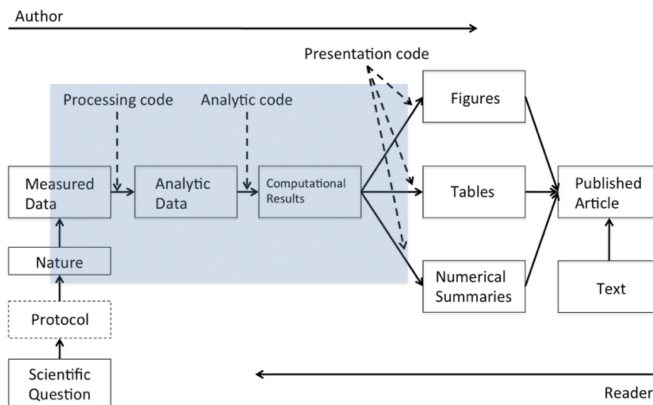 Author
Presentation code
Processing code
Analytic code
Figures
Measured
Data
Analytic
Data
Computational
Results
Tables
Published
Article
Nature
Numerical
Summaries
Text
Protocol
Scientific
Question
Reader